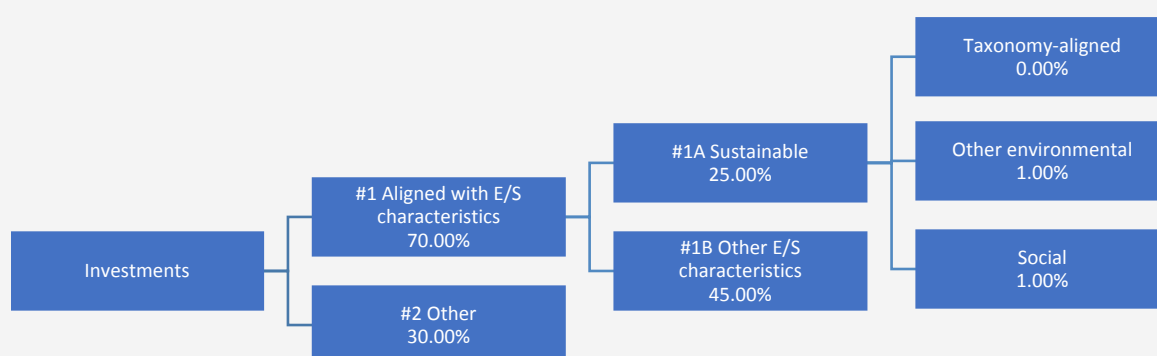 Investments
#1 Aligned with E/S
characteristics
70.00%
#2 Other
30.00%
#1A Sustainable
25.00%
#1B Other E/S
characteristics
45.00%
Taxonomy-aligned
0.00%
Other environmental
1.00%
Social
1.00%